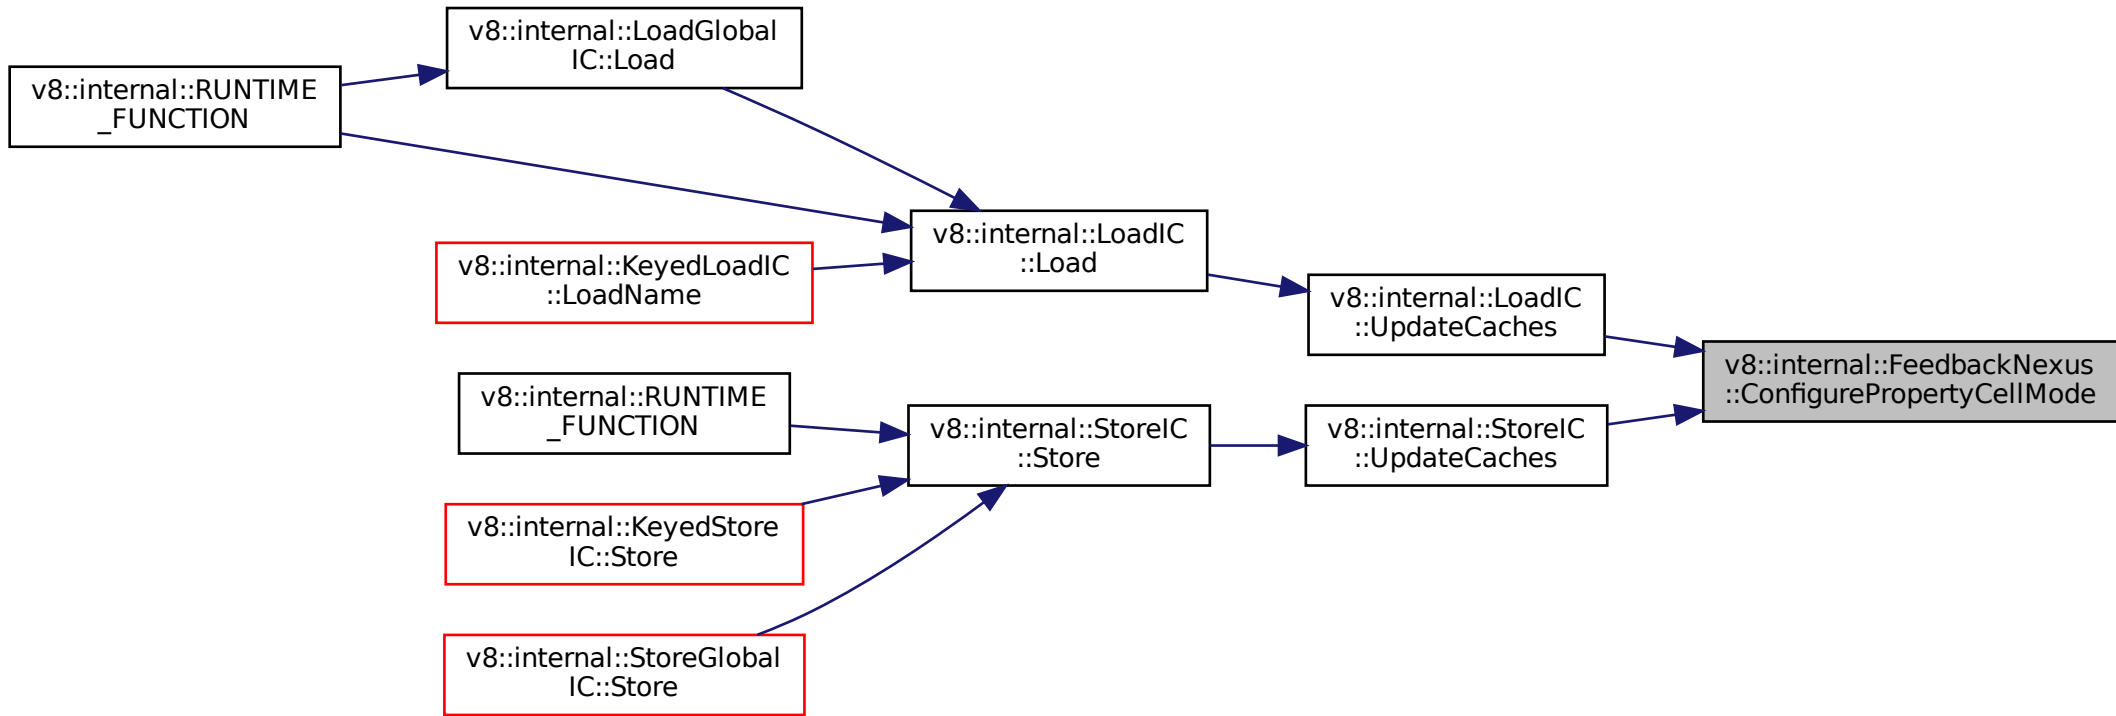 v8::internal::LoadGlobal
IC::Load
v8::internal::RUNTIME
_FUNCTION
v8::internal::LoadIC
::Load
v8::internal::KeyedLoadIC
::LoadName
v8::internal::LoadIC
::UpdateCaches
v8::internal::FeedbackNexus
::ConfigurePropertyCellMode
v8::internal::RUNTIME
_FUNCTION
v8::internal::StoreIC
::Store
v8::internal::StoreIC
::UpdateCaches
v8::internal::KeyedStore
IC::Store
v8::internal::StoreGlobal
IC::Store